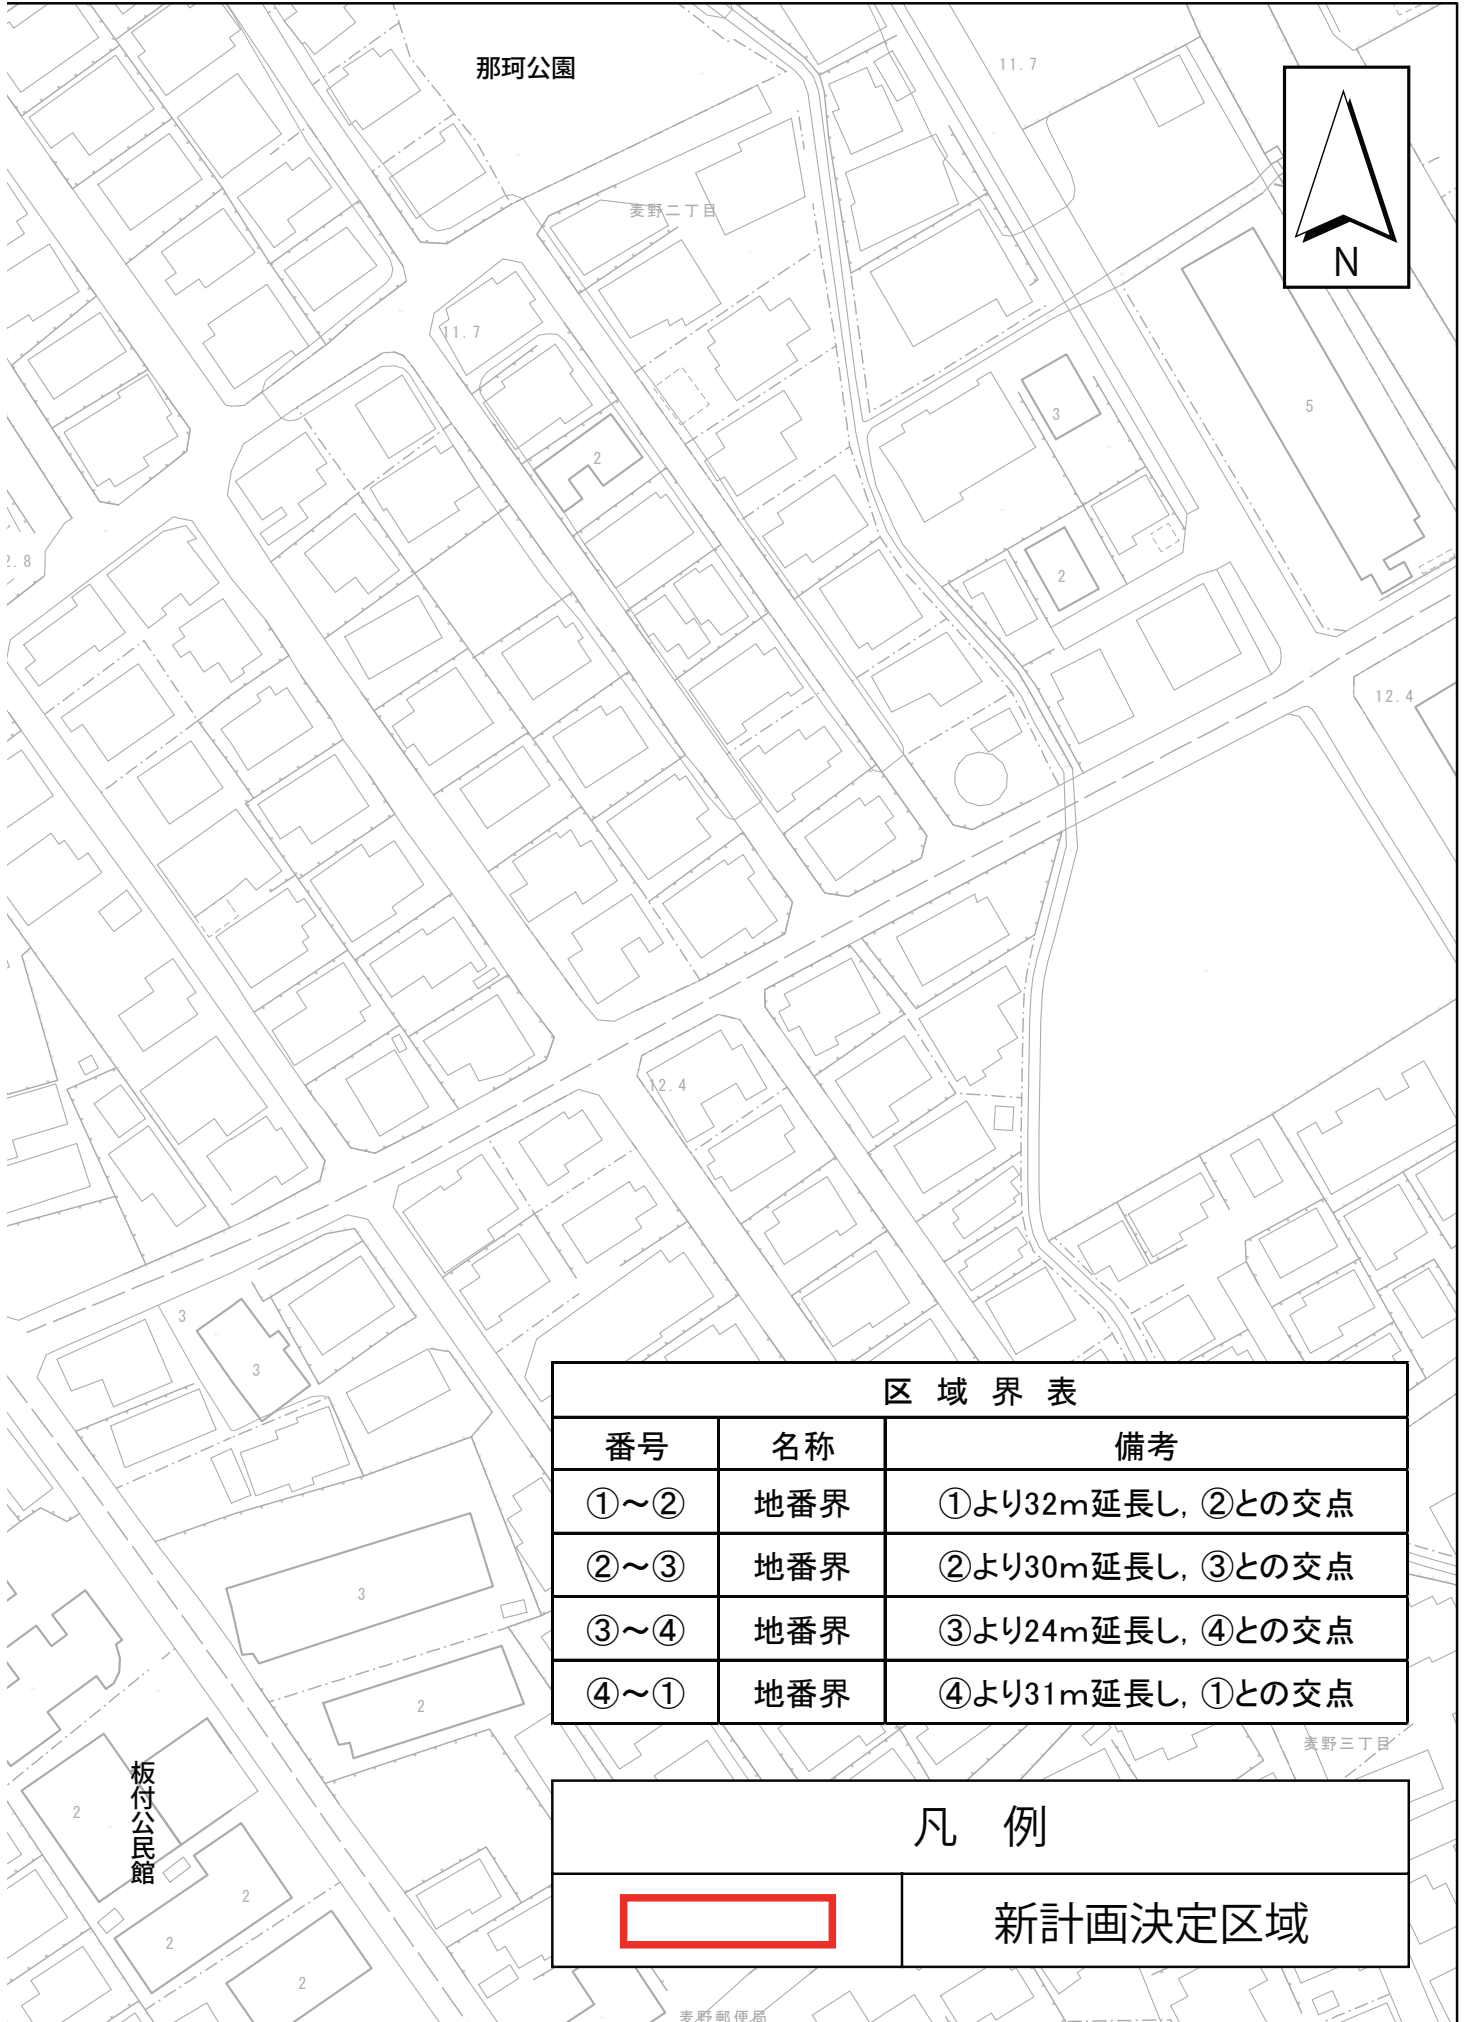 那珂公園
11.7
N
麦野二丁目
11.7
5
3
2
2.8
2
12.4
12.4
3
3
区域界表
番号 名称 備考
①～② 地番界 ①より32m延長し, ②との交点
②～③ 地番界 ②より30m延長し, ③との交点
③～④ 地番界 ③より24m延長し, ④との交点
④～① 地番界 ④より31m延長し, ①との交点
3
2
麦野三丁目
板付公民館
2
凡例
新計画決定区域
2
2
2
麦野郵便局